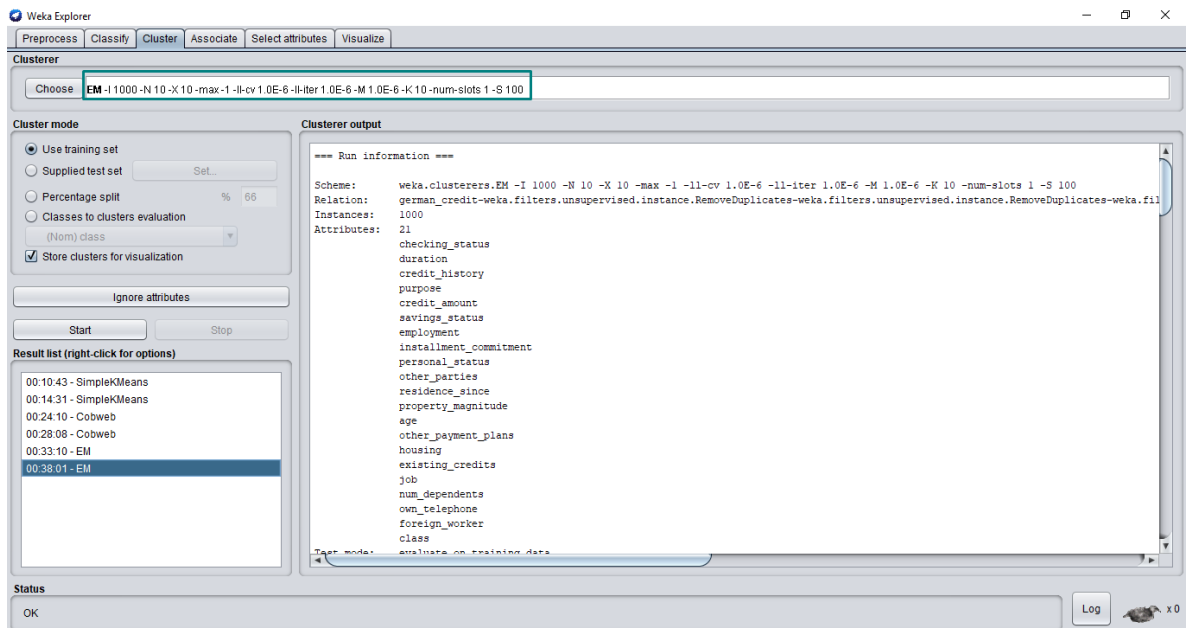 Weka Explorer
Preprocess Classify Cluster Associate Select attributes Visualize
Clusterer
Choose EM -I 1000 -N 10 -X 10 -max -1 -ll-cv 1.0E-6 -ll-iter 1.0E-6 -M 1.0E-6 -K 10 -num-slots 1 -S 100
Cluster mode
Use training set
Supplied test set Set...
Percentage split % 66
Classes to clusters evaluation
(Nom) class
Store clusters for visualization
Ignore attributes
Start Stop
Result list (right-click for options)
00:10:43 - SimpleKMeans
00:14:31 - SimpleKMeans
00:24:10 - Cobweb
00:28:08 - Cobweb
00:33:10 - EM
00:38:01 - EM
Clusterer output
=== Run information ===
Scheme: weka.clusterers.EM -I 1000 -N 10 -X 10 -max -1 -ll-cv 1.0E-6 -ll-iter 1.0E-6 -M 1.0E-6 -K 10 -num-slots 1 -S 100
Relation: german_credit-weka.filters.unsupervised.instance.RemoveDuplicates-weka.filters.unsupervised.instance.RemoveDuplicates-weka.fil
Instances: 1000
Attributes: 21
checking_status
duration
credit_history
purpose
credit_amount
savings_status
employment
installment_commitment
personal_status
other_parties
residence_since
property_magnitude
age
other_payment_plans
housing
existing_credits
job
num_dependents
own_telephone
foreign_worker
class
Test mode: evaluate on training data
Status
OK
Log x 0